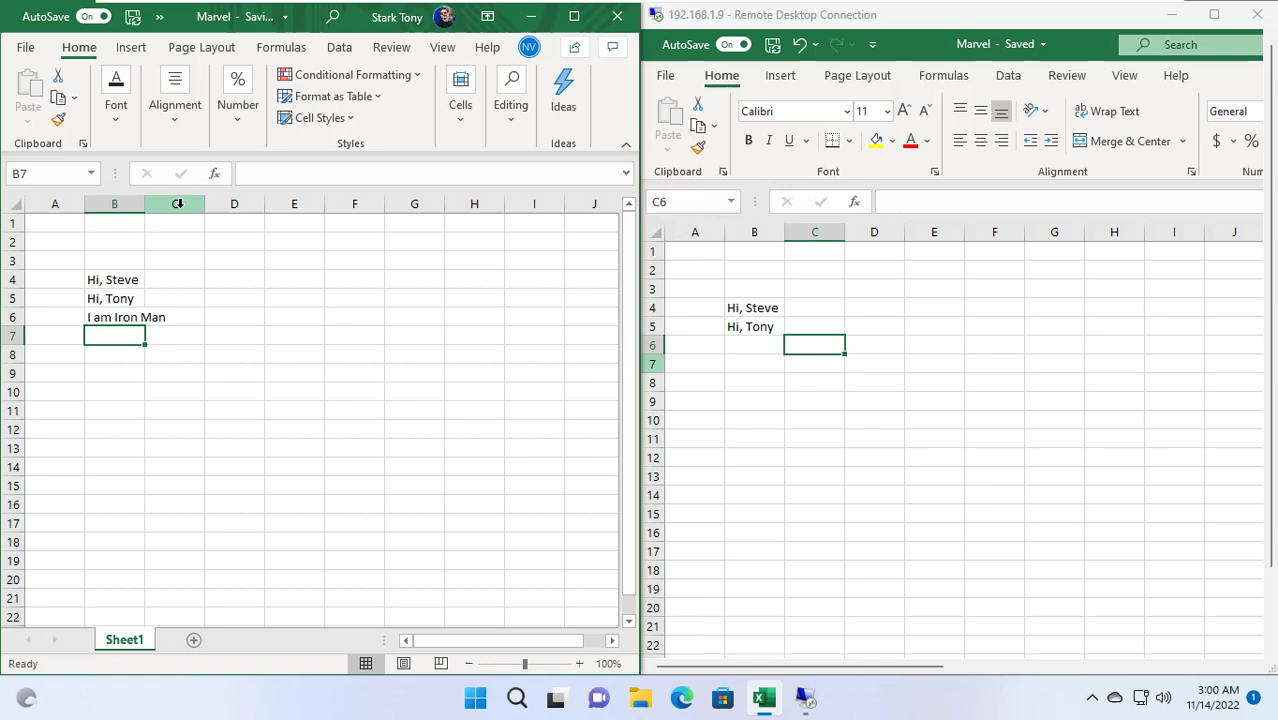 AutoSave On Marvel - Savi... Stark Tony
File Home Insert Page Layout Formulas Data Review View Help NV
Paste Font Alignment Number Conditional Formatting Cells Editing Ideas
% Format as Table
Cell Styles
Clipboard Styles Ideas
B7 fx
A B C D E F G H I J
1
2
3
4 Hi, Steve
5 Hi, Tony
6 I am Iron Man
7
8
9
10
11
12
13
14
15
16
17
18
19
20
21
22
Sheet1
Ready 100%
192.168.1.9 - Remote Desktop Connection
AutoSave On Marvel - Saved Search
File Home Insert Page Layout Formulas Data Review View Help
Paste Calibri 11 A A ab Wrap Text General
B I U A Merge & Center $ %
Clipboard Font Alignment
C6 fx
A B C D E F G H I J
1
2
3
4 Hi, Steve
5 Hi, Tony
6
7
8
9
10
11
12
13
14
15
16
17
18
19
20
21
22
3:00 AM
11/14/2022
1